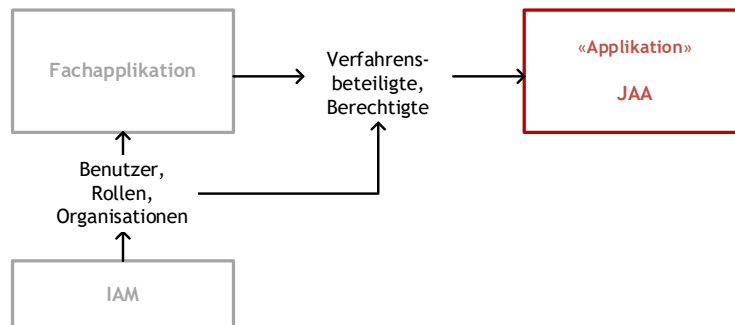 Fachapplikation
Verfahrens-
beteiligte,
Berechtigte
«Applikation»
JAA
Benutzer,
Rollen,
Organisationen
IAM